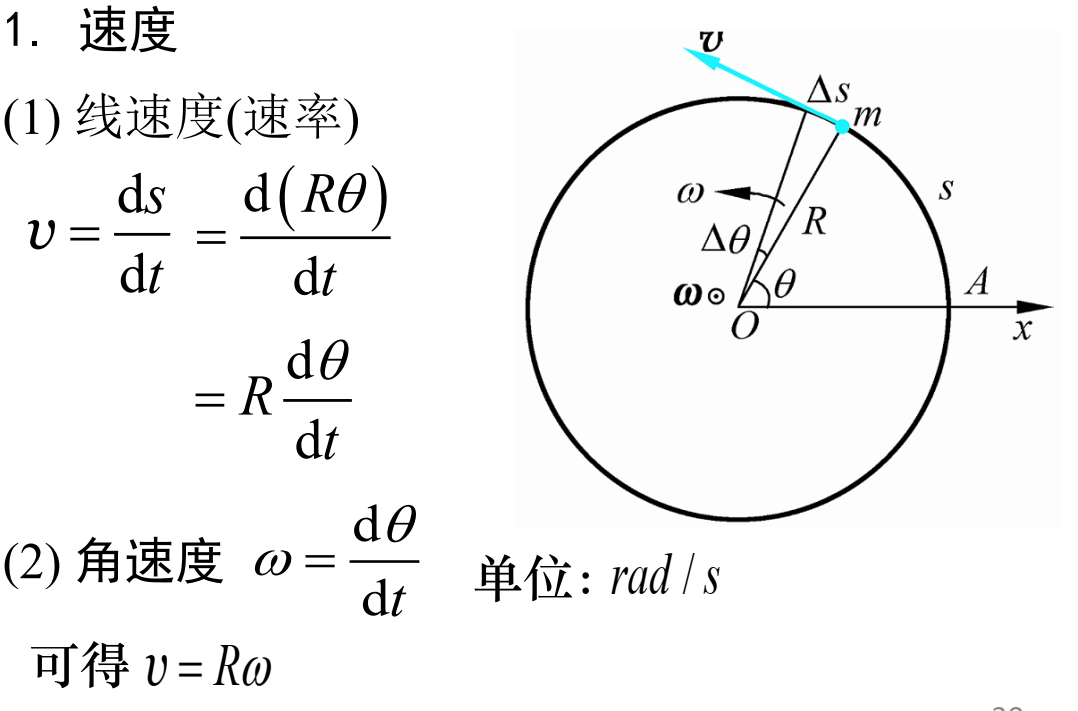 1. 速度
(1) 线速度(速率)
υ = ds/dt = d(Rθ)/dt
= R dθ/dt
(2) 角速度 ω = dθ/dt 单位：rad / s
可得 υ = Rω
υ
Δs
m
s
ω
R
Δθ
θ
A
ω⊙
O
x